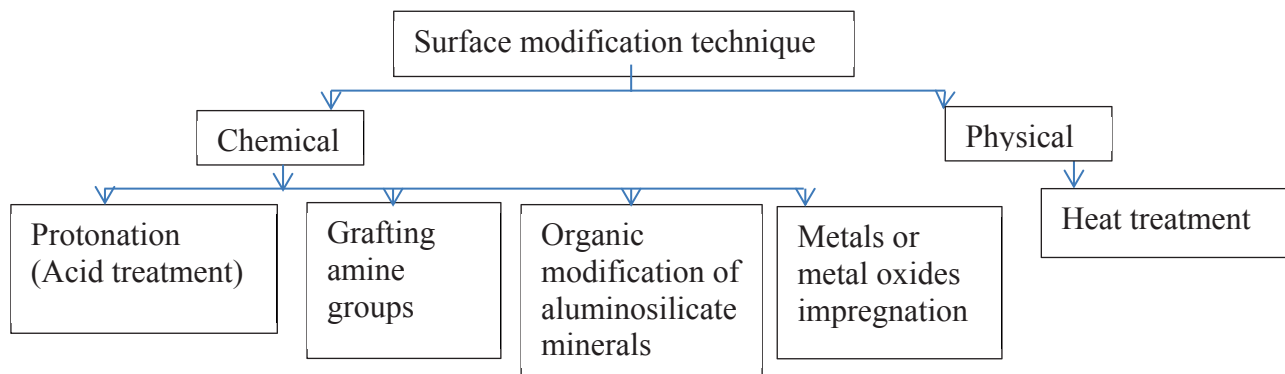 Surface modification technique
Chemical
Physical
Protonation
(Acid treatment)
Grafting
amine
groups
Organic
modification of
aluminosilicate
minerals
Metals or
metal oxides
impregnation
Heat treatment